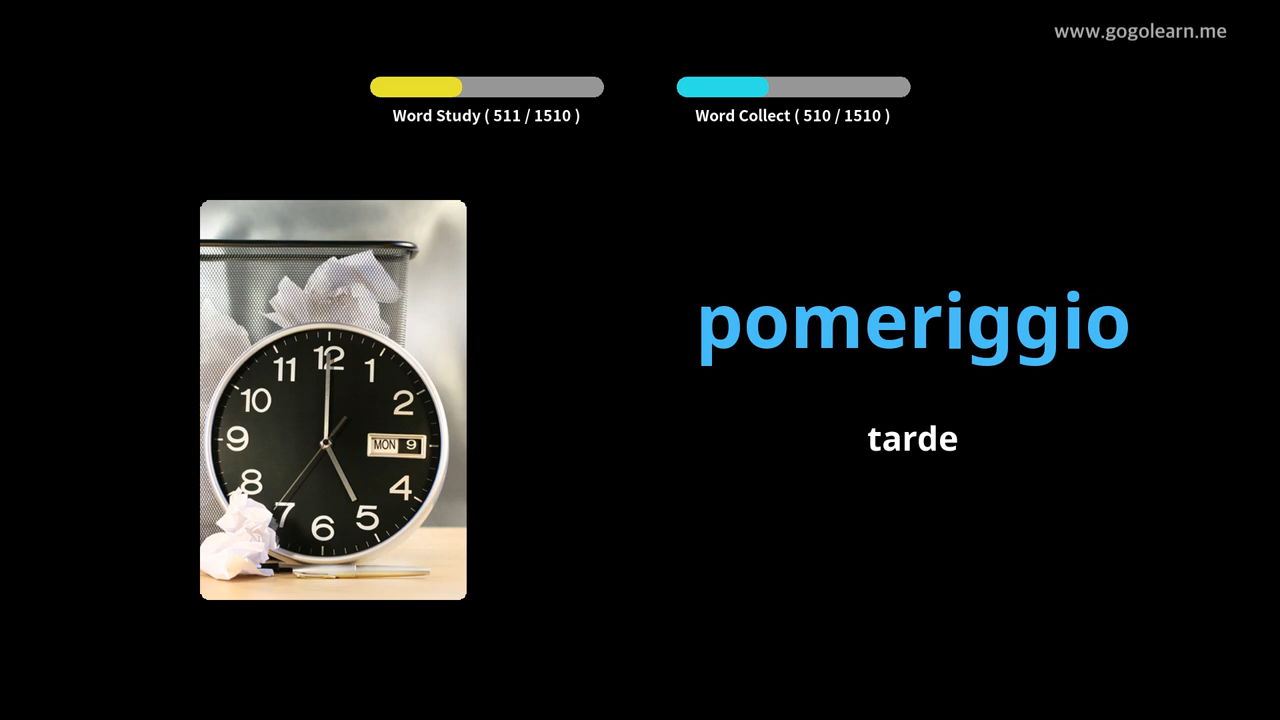 www.gogolearn.me
Word Study ( 511 / 1510 )
Word Collect ( 510 / 1510 )
pomeriggio
tarde
12
11
1
10
2
9
MON 9
8
4
7
5
6